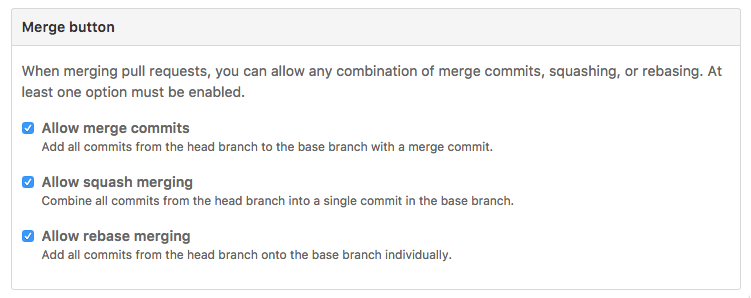 Merge button
When merging pull requests, you can allow any combination of merge commits, squashing, or rebasing. At
least one option must be enabled.
Allow merge commits
Add all commits from the head branch to the base branch with a merge commit.
Allow squash merging
Combine all commits from the head branch into a single commit in the base branch.
Allow rebase merging
Add all commits from the head branch onto the base branch individually.